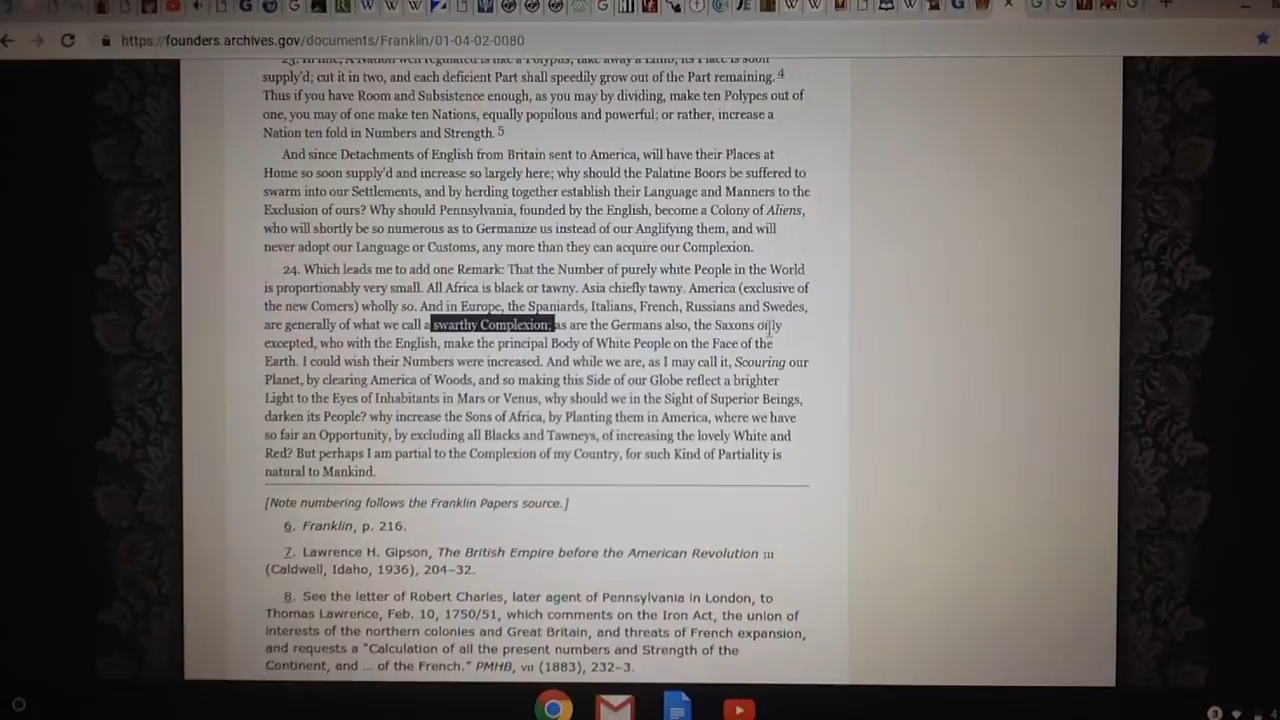 https://founders.archives.gov/documents/Franklin/01-04-02-0080
23. In fine, A Nation well regulated is like a Polypus; take away a Limb, its Place is soon
supply'd; cut it in two, and each deficient Part shall speedily grow out of the Part remaining. 4
Thus if you have Room and Subsistence enough, as you may by dividing, make ten Polypes out of
one, you may of one make ten Nations, equally populous and powerful; or rather, increase a
Nation ten fold in Numbers and Strength. 5
And since Detachments of English from Britain sent to America, will have their Places at
Home so soon supply'd and increase so largely here; why should the Palatine Boors be suffered to
swarm into our Settlements, and by herding together establish their Language and Manners to the
Exclusion of ours? Why should Pennsylvania, founded by the English, become a Colony of Aliens,
who will shortly be so numerous as to Germanize us instead of our Anglifying them, and will
never adopt our Language or Customs, any more than they can acquire our Complexion.
24. Which leads me to add one Remark: That the Number of purely white People in the World
is proportionably very small. All Africa is black or tawny. Asia chiefly tawny. America (exclusive of
the new Comers) wholly so. And in Europe, the Spaniards, Italians, French, Russians and Swedes,
are generally of what we call a swarthy Complexion; as are the Germans also, the Saxons only
excepted, who with the English, make the principal Body of White People on the Face of the
Earth. I could wish their Numbers were increased. And while we are, as I may call it, Scouring our
Planet, by clearing America of Woods, and so making this Side of our Globe reflect a brighter
Light to the Eyes of Inhabitants in Mars or Venus, why should we in the Sight of Superior Beings,
darken its People? why increase the Sons of Africa, by Planting them in America, where we have
so fair an Opportunity, by excluding all Blacks and Tawneys, of increasing the lovely White and
Red? But perhaps I am partial to the Complexion of my Country, for such Kind of Partiality is
natural to Mankind.
[Note numbering follows the Franklin Papers source.]
6. Franklin, p. 216.
7. Lawrence H. Gipson, The British Empire before the American Revolution III
(Caldwell, Idaho, 1936), 204–32.
8. See the letter of Robert Charles, later agent of Pennsylvania in London, to
Thomas Lawrence, Feb. 10, 1750/51, which comments on the Iron Act, the union of
interests of the northern colonies and Great Britain, and threats of French expansion,
and requests a "Calculation of all the present numbers and Strength of the
Continent, and ... of the French." PMHB, VII (1883), 232–3.